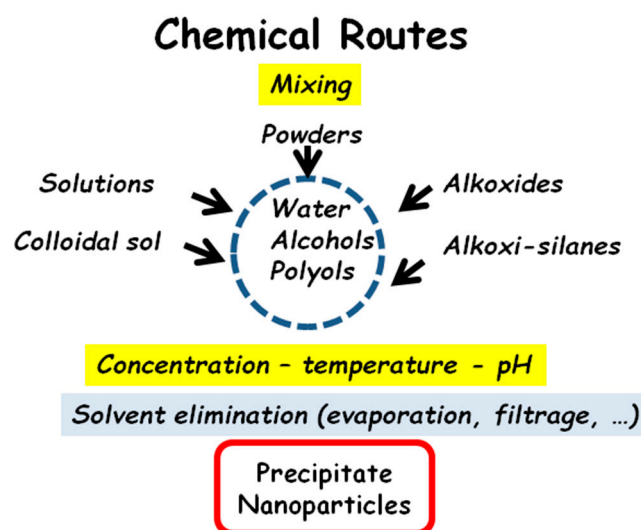 Chemical Routes
Mixing
Powders
Solutions
Alkoxides
Water
Colloidal sol
Alcohols
Alkoxi-silanes
Polyols
Concentration – temperature - pH
Solvent elimination (evaporation, filtrage, …)
Precipitate
Nanoparticles